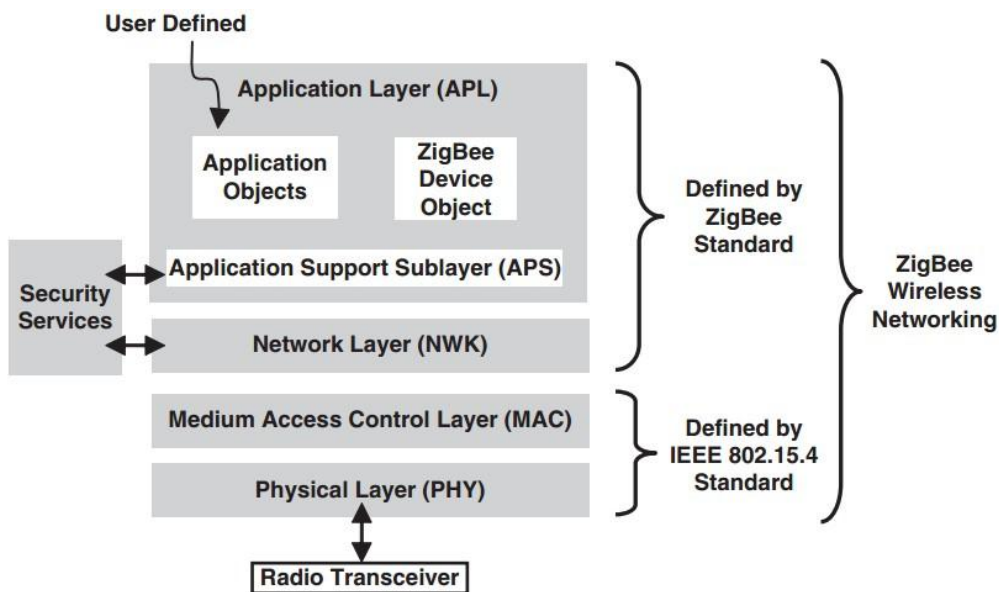 User Defined
Application Layer (APL)
Application
Objects
ZigBee
Device
Object
Application Support Sublayer (APS)
Security
Services
Network Layer (NWK)
Medium Access Control Layer (MAC)
Physical Layer (PHY)
Radio Transceiver
Defined by
ZigBee
Standard
Defined by
IEEE 802.15.4
Standard
ZigBee
Wireless
Networking